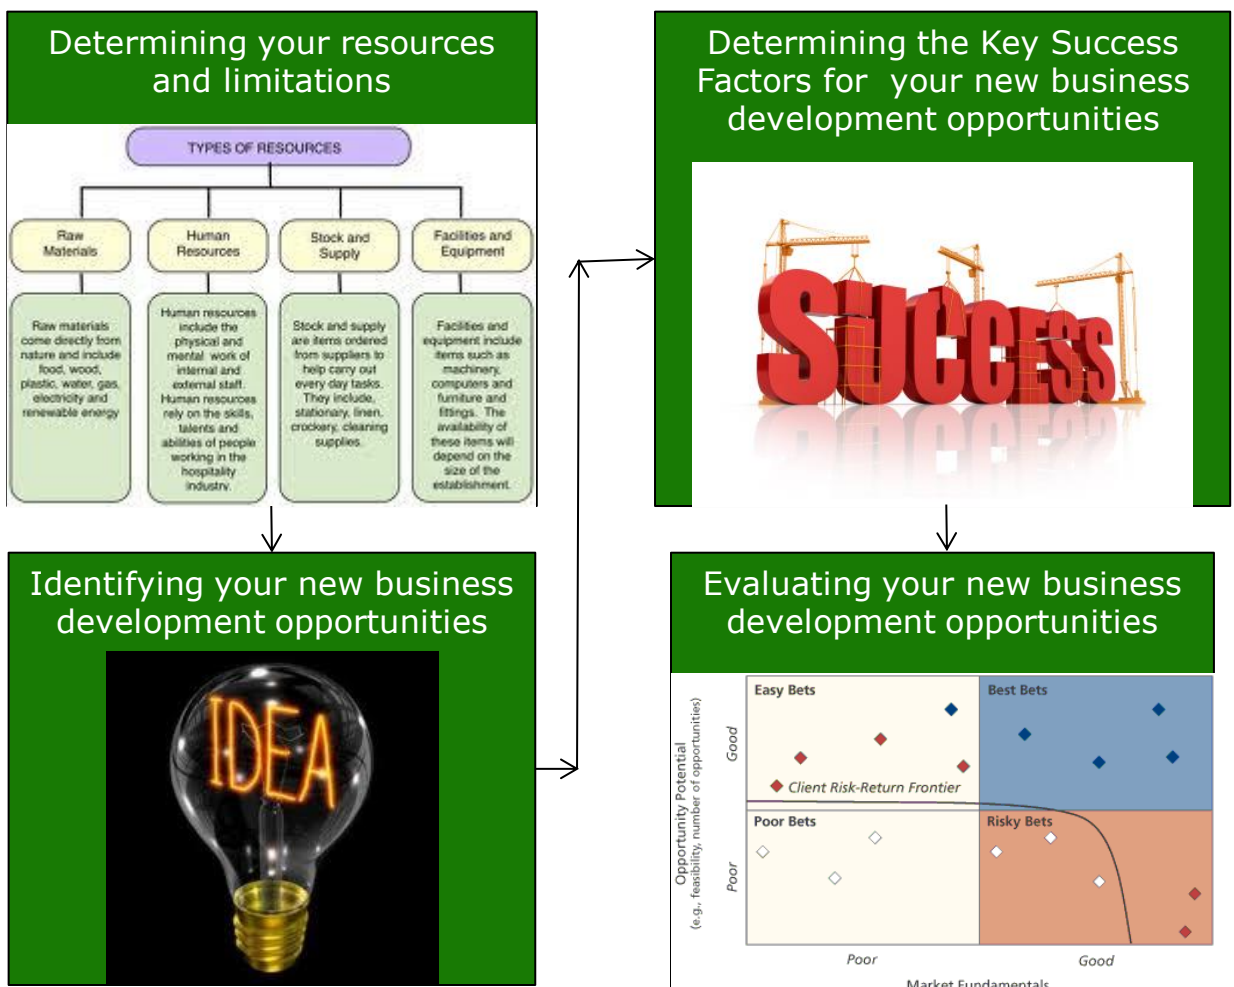 Determining your resources
and limitations
TYPES OF RESOURCES
Raw
Materials
Human
Resources
Stock and
Supply
Facilities and
Equipment
Raw materials
come directly from
nature and include
food, wood,
plastic, water, gas,
electricity and
renewable energy
Human resources
include the
physical and
mental work of
internal and
external staff.
Human resources
rely on the skills,
talents and
abilities of people
working in the
hospitality
industry.
Stock and supply
are items ordered
from suppliers to
help carry out
every day tasks.
They include,
stationary, linen,
crockery, cleaning
supplies.
Facilities and
equipment include
items such as
machinery,
computers and
furniture and
fittings. The
availability of
these items will
depend on the
size of the
establishment.
Identifying your new business
development opportunities
IDEA
Determining the Key Success
Factors for your new business
development opportunities
SUCCESS
Evaluating your new business
development opportunities
Easy Bets
Best Bets
Client Risk-Return Frontier
Poor Bets
Risky Bets
Opportunity Potential
(e.g., feasibility, number of opportunities)
Good
Poor
Poor
Good
Market Fundamentals